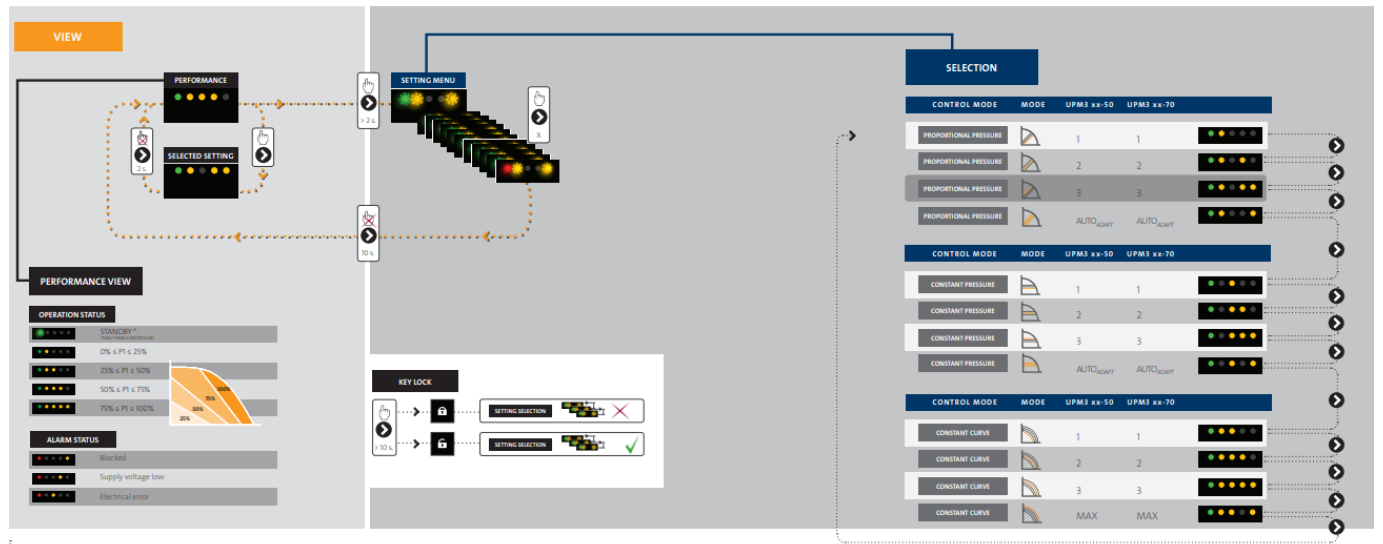 VIEW
PERFORMANCE
SELECTED SETTING
2 s.
> 2 s.
SETTING MENU
X
10 s.
PERFORMANCE VIEW
OPERATION STATUS
STANDBY *
*ONLY PWM CONTROLLED
0% ≤ P1 ≤ 25%
25% ≤ P1 ≤ 50%
50% ≤ P1 ≤ 75%
75% ≤ P1 ≤ 100%
100%
75%
50%
25%
ALARM STATUS
Blocked
Supply voltage low
Electrical error
KEY LOCK
> 10 s.
SETTING SELECTION
SETTING SELECTION
SELECTION
CONTROL MODE MODE UPM3 xx-50 UPM3 xx-70
PROPORTIONAL PRESSURE 1 1
PROPORTIONAL PRESSURE 2 2
PROPORTIONAL PRESSURE 3 3
PROPORTIONAL PRESSURE AUTOADAPT AUTOADAPT
CONTROL MODE MODE UPM3 xx-50 UPM3 xx-70
CONSTANT PRESSURE 1 1
CONSTANT PRESSURE 2 2
CONSTANT PRESSURE 3 3
CONSTANT PRESSURE AUTOADAPT AUTOADAPT
CONTROL MODE MODE UPM3 xx-50 UPM3 xx-70
CONSTANT CURVE 1 1
CONSTANT CURVE 2 2
CONSTANT CURVE 3 3
CONSTANT CURVE MAX MAX